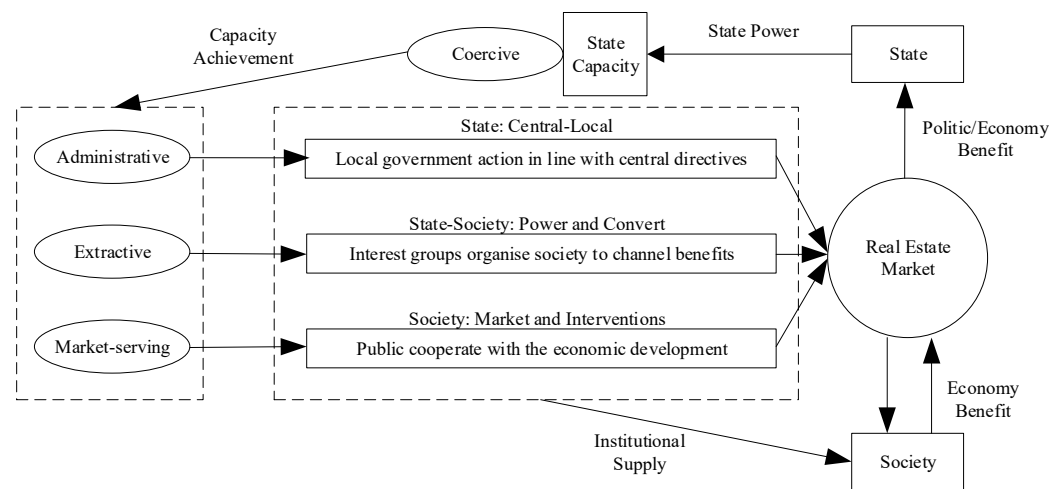 Capacity
Achievement
Coercive
State
Capacity
State Power
State
State: Central-Local
Politic/Economy
Benefit
Administrative
Local government action in line with central directives
State-Society: Power and Convert
Extractive
Interest groups organise society to channel benefits
Real Estate
Market
Society: Market and Interventions
Market-serving
Public cooperate with the economic development
Economy
Benefit
Institutional
Supply
Society